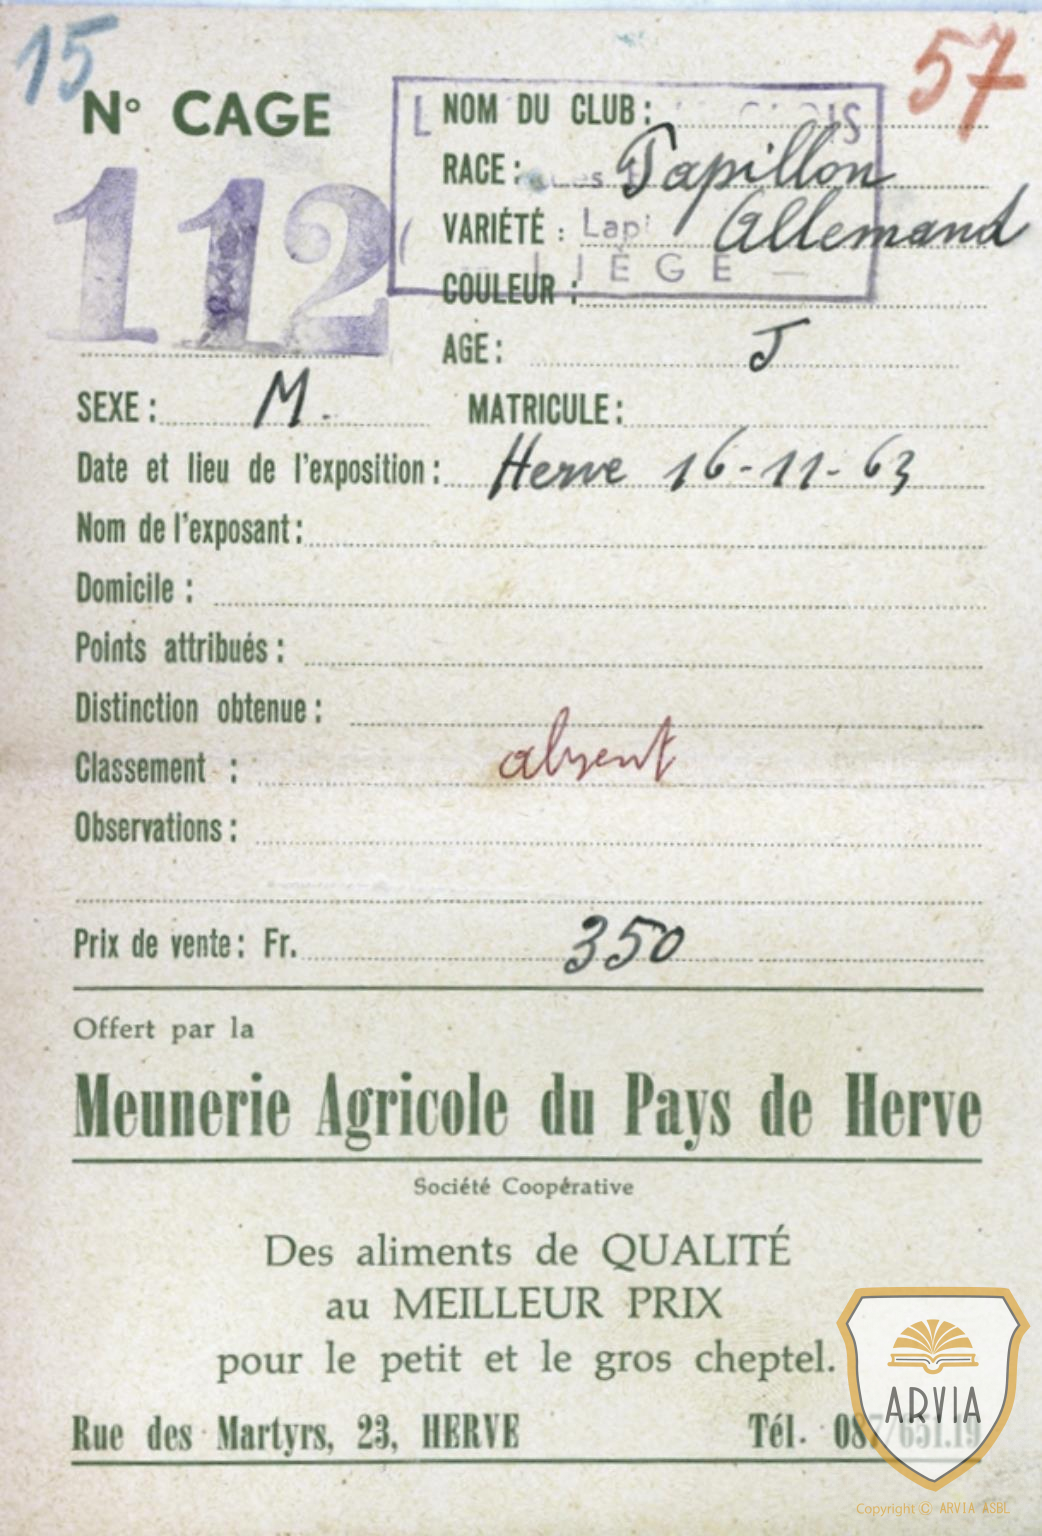 15
57
N° CAGE
112
NOM DU CLUB :
RACE : Papillon
VARIÉTÉ : Allemand
Lapi
COULEUR :
LIÈGE
AGE : J
SEXE : M. MATRICULE :
Date et lieu de l'exposition : Herve 16-11-63
Nom de l'exposant :
Domicile :
Points attribués :
Distinction obtenue :
Classement : absent
Observations :
Prix de vente : Fr. 350
Offert par la
Meunerie Agricole du Pays de Herve
Société Coopérative
Des aliments de QUALITÉ
au MEILLEUR PRIX
pour le petit et le gros cheptel.
Rue des Martyrs, 23, HERVE Tél. 087/651.19
ARVIA
Copyright © ARVIA ASBL